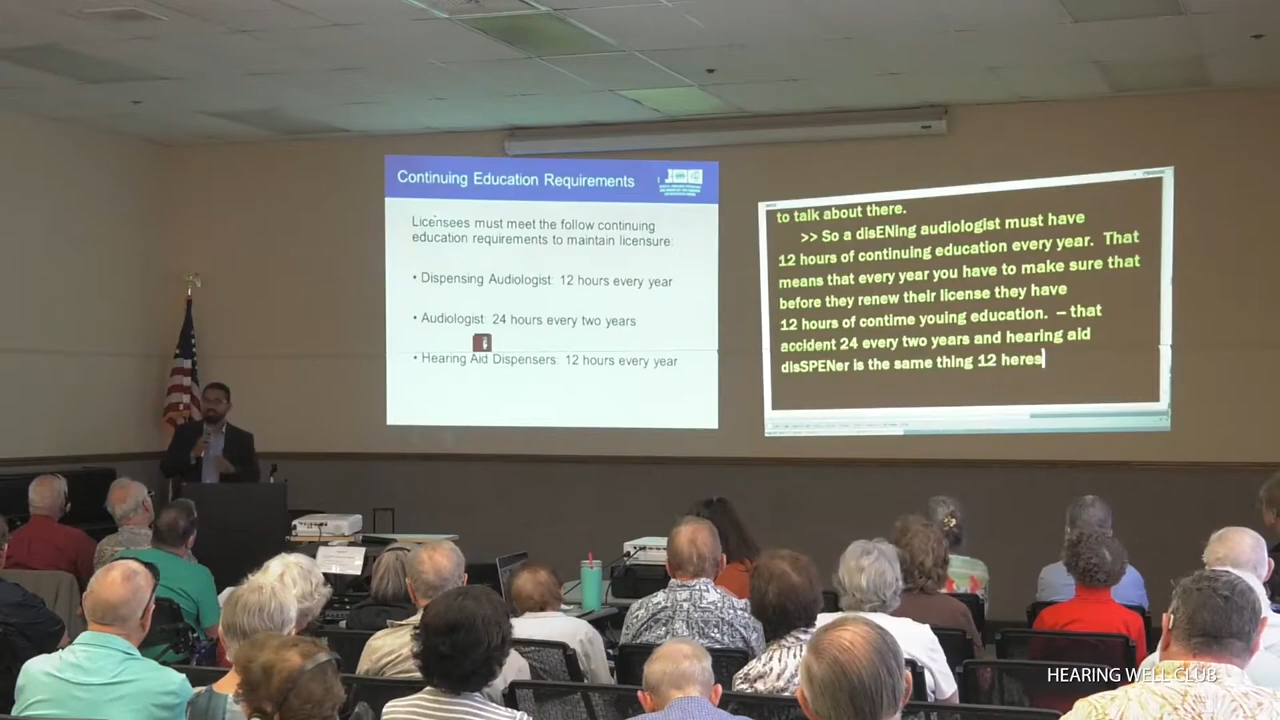 Continuing Education Requirements
Licensees must meet the follow continuing
education requirements to maintain licensure:
• Dispensing Audiologist: 12 hours every year
• Audiologist: 24 hours every two years
• Hearing Aid Dispensers: 12 hours every year
to talk about there.
>> So a disENing audiologist must have
12 hours of continuing education every year. That
means that every year you have to make sure that
before they renew their license they have
12 hours of contime youing education. – that
accident 24 every two years and hearing aid
disSPENer is the same thing 12 heres
HEARING WELL CLUB